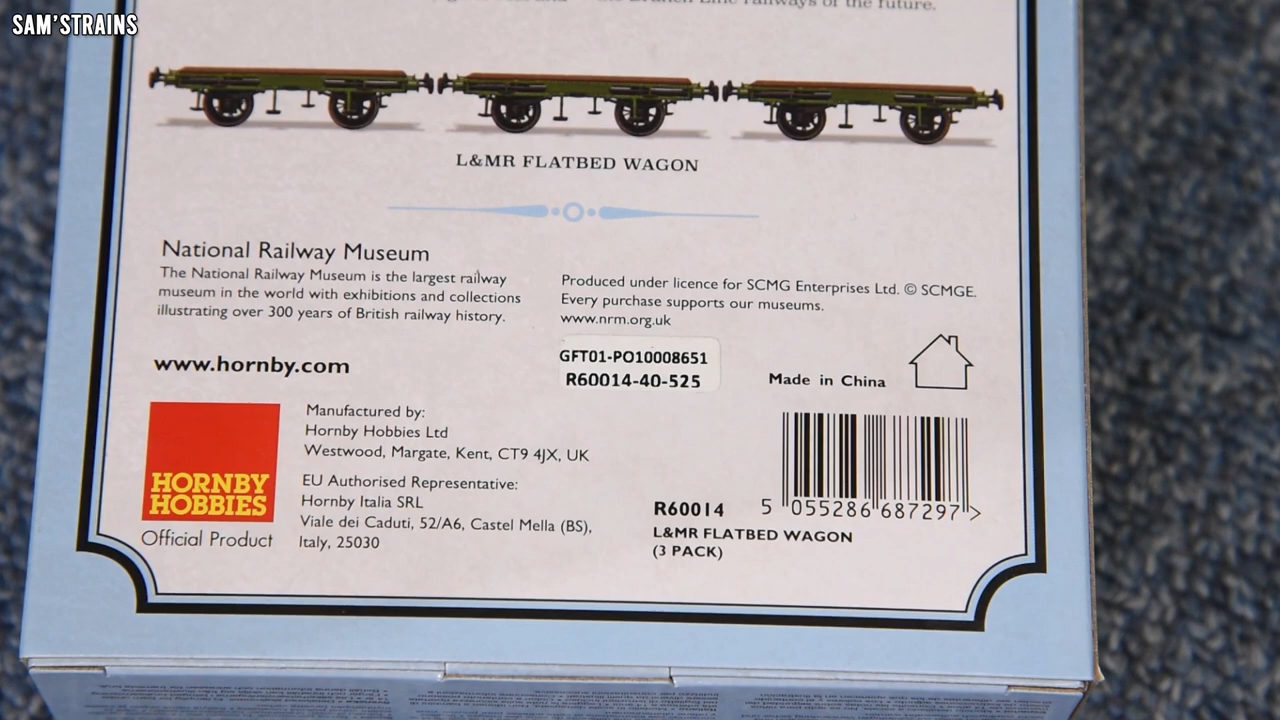 SAM'STRAINS
railways of the future.
L&MR FLATBED WAGON
National Railway Museum
The National Railway Museum is the largest railway
museum in the world with exhibitions and collections
illustrating over 300 years of British railway history.
Produced under licence for SCMG Enterprises Ltd. © SCMGE.
Every purchase supports our museums.
www.nrm.org.uk
www.hornby.com
GFT01-PO10008651
R60014-40-525
Made in China
HORNBY
HOBBIES
Official Product
Manufactured by:
Hornby Hobbies Ltd
Westwood, Margate, Kent, CT9 4JX, UK
EU Authorised Representative:
Hornby Italia SRL
Viale dei Caduti, 52/A6, Castel Mella (BS),
Italy, 25030
R60014
L&MR FLATBED WAGON
(3 PACK)
5 055286 687297 >